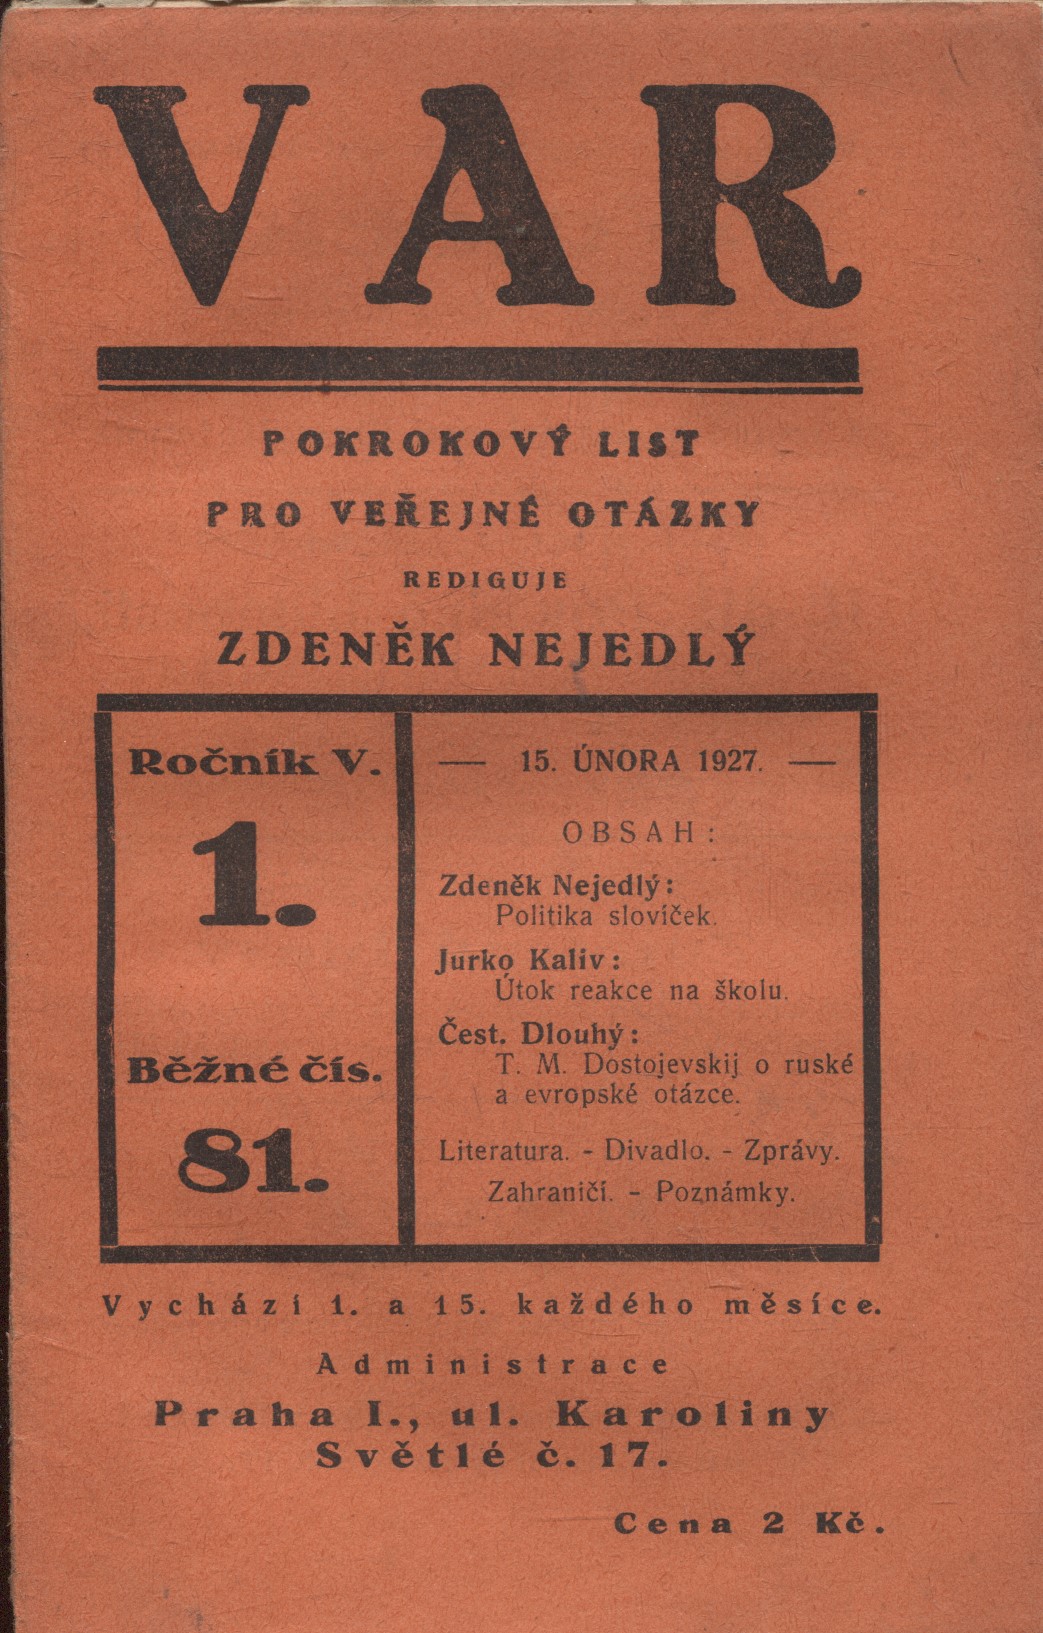 VAR
POKROKOVÝ LIST
PRO VEŘEJNÉ OTÁZKY
REDIGUJE
ZDENĚK NEJEDLÝ
Ročník V.
1.
Běžné čís.
81.
— 15. ÚNORA 1927. —
OBSAH:
Zdeněk Nejedlý:
Politika slovíček.
Jurko Kaliv:
Útok reakce na školu.
Čest. Dlouhý:
T. M. Dostojevskij o ruské
a evropské otázce.
Literatura. - Divadlo. - Zprávy.
Zahraničí. - Poznámky.
Vychází 1. a 15. každého měsíce.
Administrace
Praha I., ul. Karoliny
Světlé č. 17.
Cena 2 Kč.